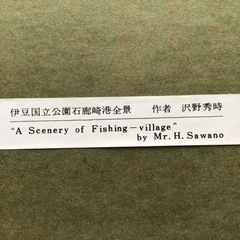 伊豆国立公園石廊崎港全景　作者　沢野秀時
"A Scenery of Fishing－village"
by Mr. H. Sawano